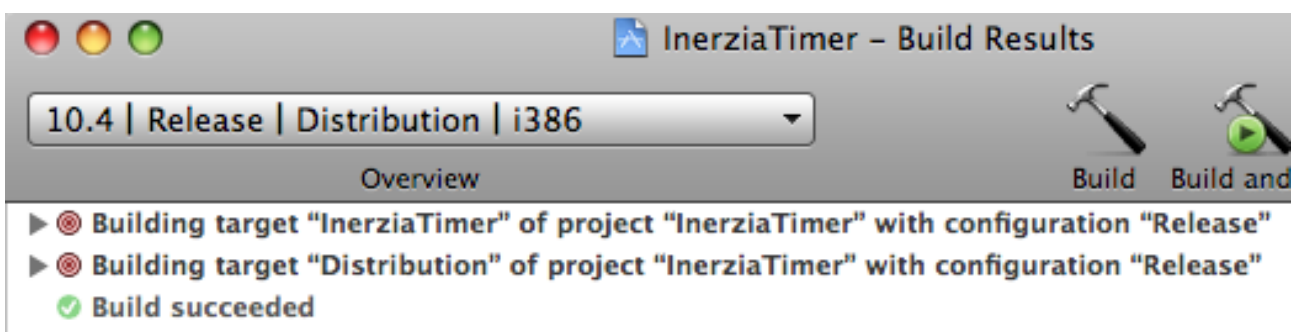 InerziaTimer – Build Results
10.4 | Release | Distribution | i386
Overview
Build
Build and
Building target “InerziaTimer” of project “InerziaTimer” with configuration “Release”
Building target “Distribution” of project “InerziaTimer” with configuration “Release”
Build succeeded